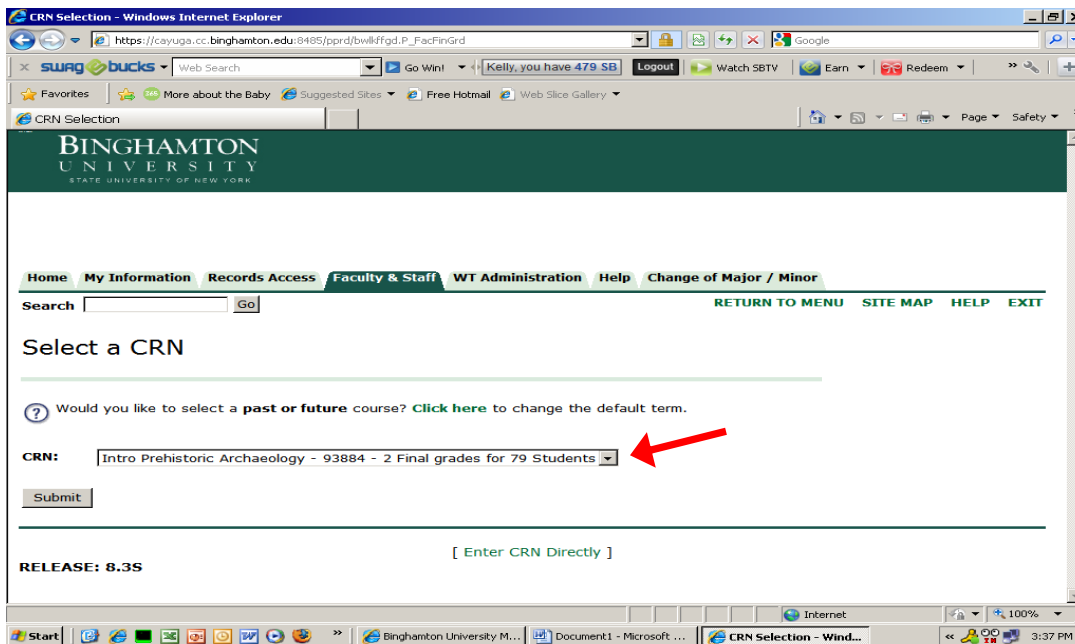 CRN Selection - Windows Internet Explorer
https://cayuga.cc.binghamton.edu:8485/pprd/bwlkffgd.P_FacFinGrd
Google
x swagbucks Web Search Go Win! Kelly, you have 479 SB Logout Watch SBTV Earn Redeem »
Favorites More about the Baby Suggested Sites Free Hotmail Web Slice Gallery
CRN Selection Page Safety
BINGHAMTON
UNIVERSITY
STATE UNIVERSITY OF NEW YORK
Home My Information Records Access Faculty & Staff WT Administration Help Change of Major / Minor
Search Go RETURN TO MENU SITE MAP HELP EXIT
Select a CRN
? Would you like to select a past or future course? Click here to change the default term.
CRN: Intro Prehistoric Archaeology - 93884 - 2 Final grades for 79 Students
Submit
[ Enter CRN Directly ]
RELEASE: 8.3S
Internet 100%
Start » Binghamton University M... Document1 - Microsoft ... CRN Selection - Wind... « 3:37 PM